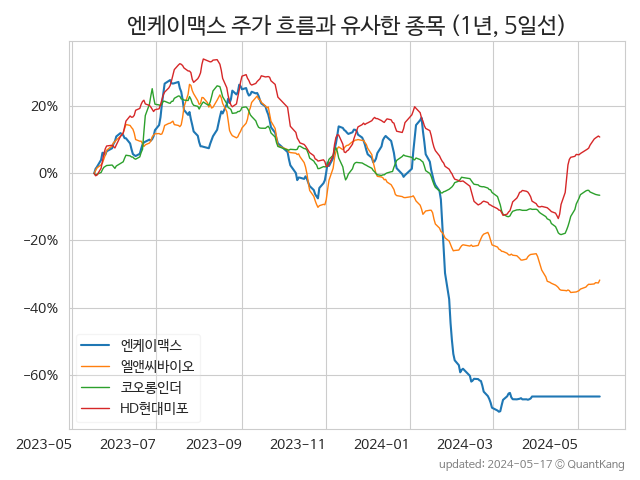 엔케이맥스 주가 흐름과 유사한 종목 (1년, 5일선)
20%
0%
−20%
−40%
−60%
엔케이맥스
엘앤씨바이오
코오롱인더
HD현대미포
2023-05 2023-07 2023-09 2023-11 2024-01 2024-03 2024-05
updated: 2024-05-17 © QuantKang